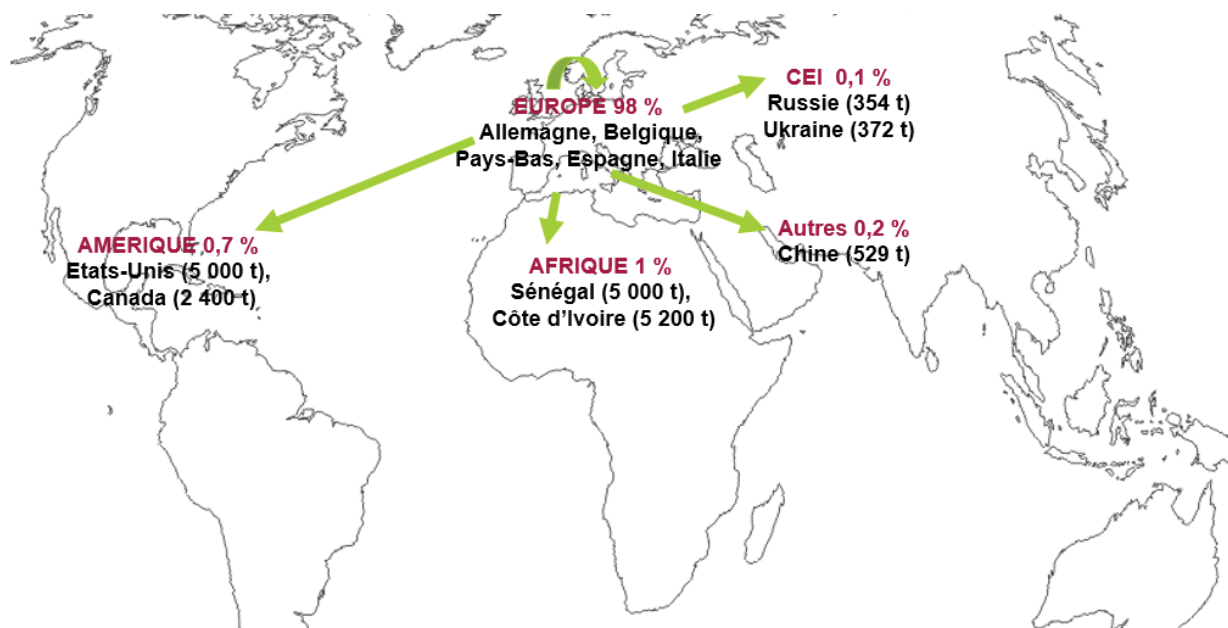 EUROPE 98 %
Allemagne, Belgique,
Pays-Bas, Espagne, Italie
CEI 0,1 %
Russie (354 t)
Ukraine (372 t)
AMERIQUE 0,7 %
Etats-Unis (5 000 t),
Canada (2 400 t)
AFRIQUE 1 %
Sénégal (5 000 t),
Côte d'Ivoire (5 200 t)
Autres 0,2 %
Chine (529 t)